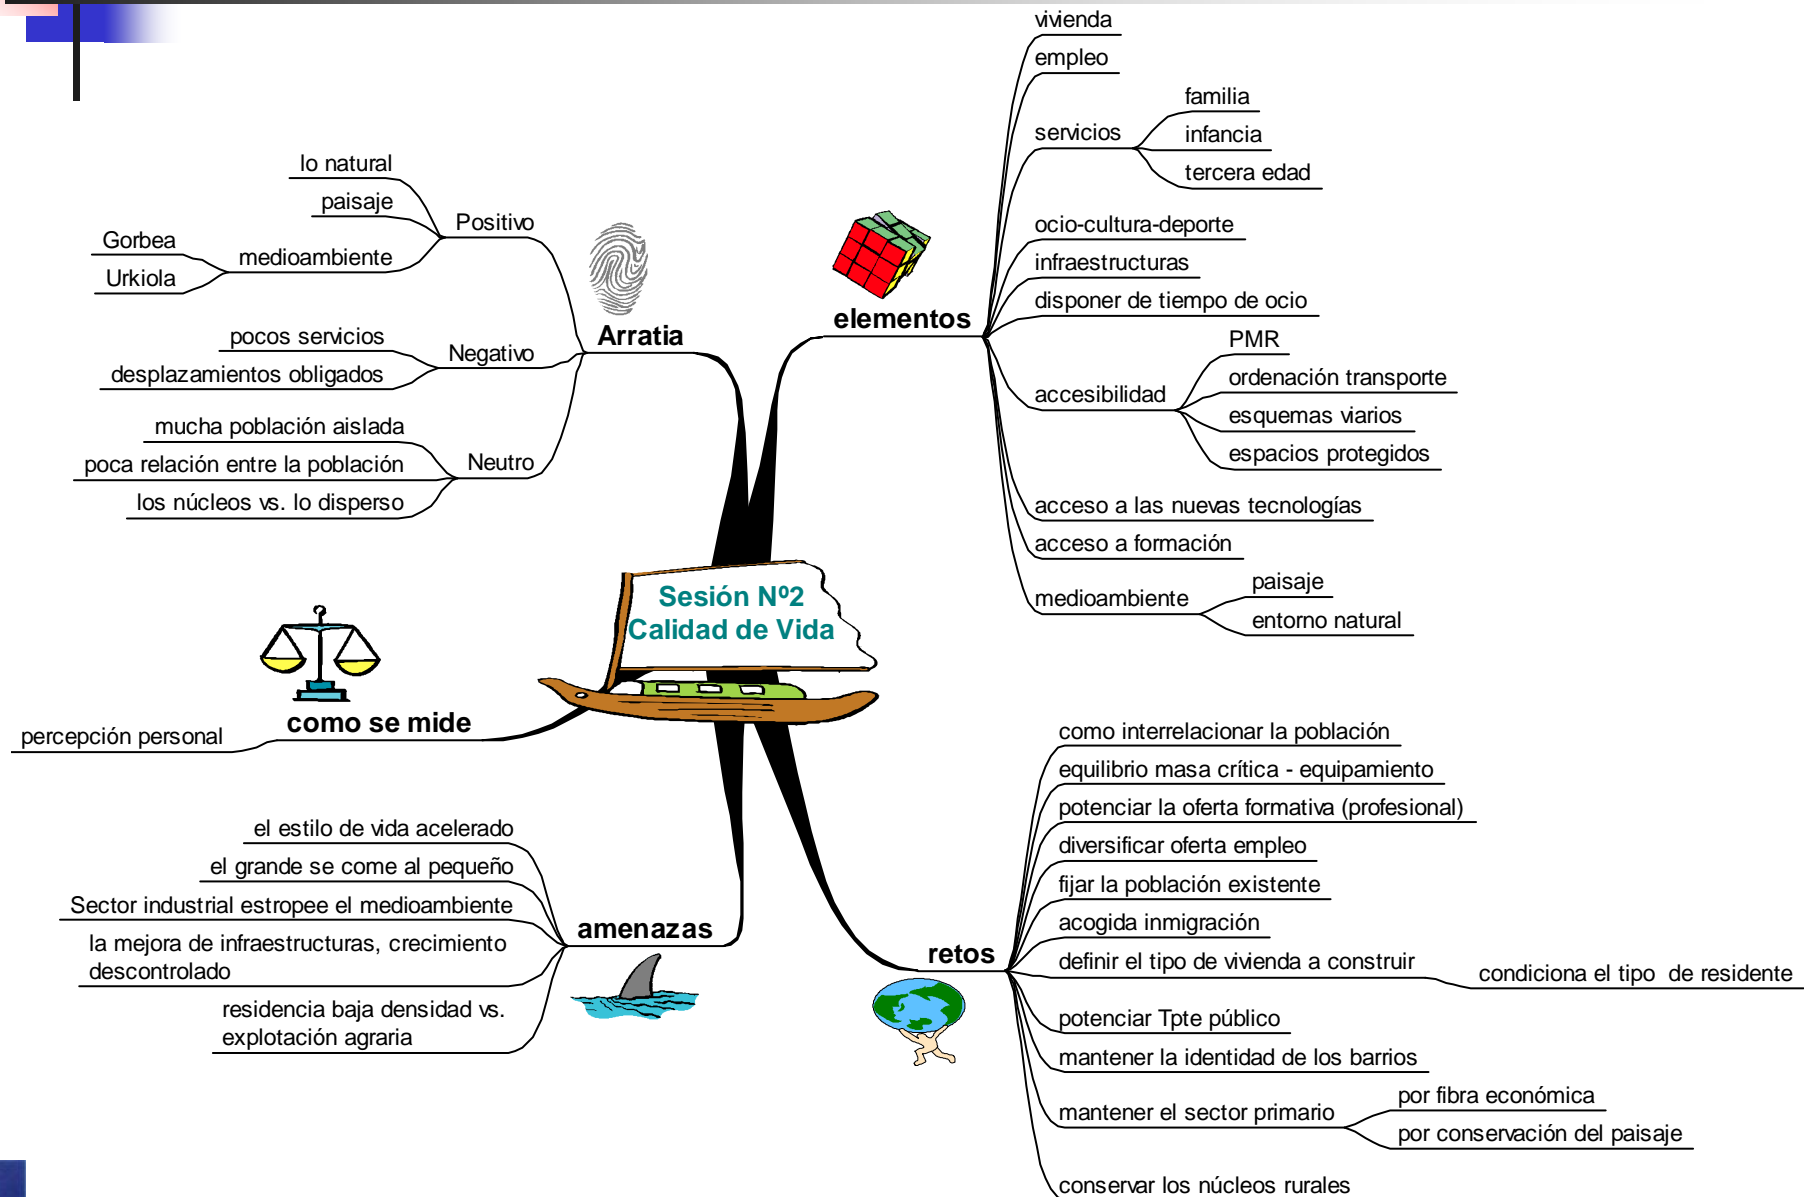 Sesión Nº2
Calidad de Vida
elementos
vivienda
empleo
servicios
familia
infancia
tercera edad
ocio-cultura-deporte
infraestructuras
disponer de tiempo de ocio
accesibilidad
PMR
ordenación transporte
esquemas viarios
espacios protegidos
acceso a las nuevas tecnologías
acceso a formación
medioambiente
paisaje
entorno natural
retos
como interrelacionar la población
equilibrio masa crítica - equipamiento
potenciar la oferta formativa (profesional)
diversificar oferta empleo
fijar la población existente
acogida inmigración
definir el tipo de vivienda a construir
condiciona el tipo de residente
potenciar Tpte público
mantener la identidad de los barrios
mantener el sector primario
por fibra económica
por conservación del paisaje
conservar los núcleos rurales
amenazas
el estilo de vida acelerado
el grande se come al pequeño
Sector industrial estropee el medioambiente
la mejora de infraestructuras, crecimiento
descontrolado
residencia baja densidad vs.
explotación agraria
como se mide
percepción personal
Arratia
Positivo
lo natural
paisaje
medioambiente
Gorbea
Urkiola
Negativo
pocos servicios
desplazamientos obligados
Neutro
mucha población aislada
poca relación entre la población
los núcleos vs. lo disperso